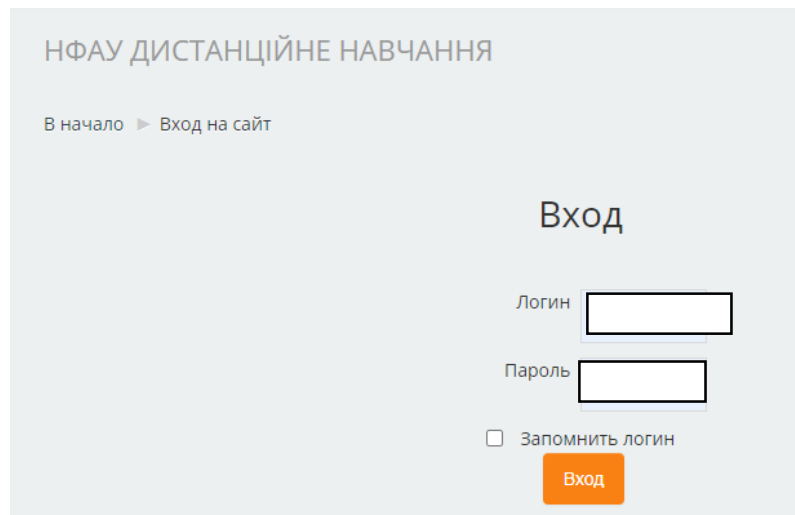 НФАУ ДИСТАНЦІЙНЕ НАВЧАННЯ
В начало ► Вход на сайт
Вход
Логин
Пароль
Запомнить логин
Вход